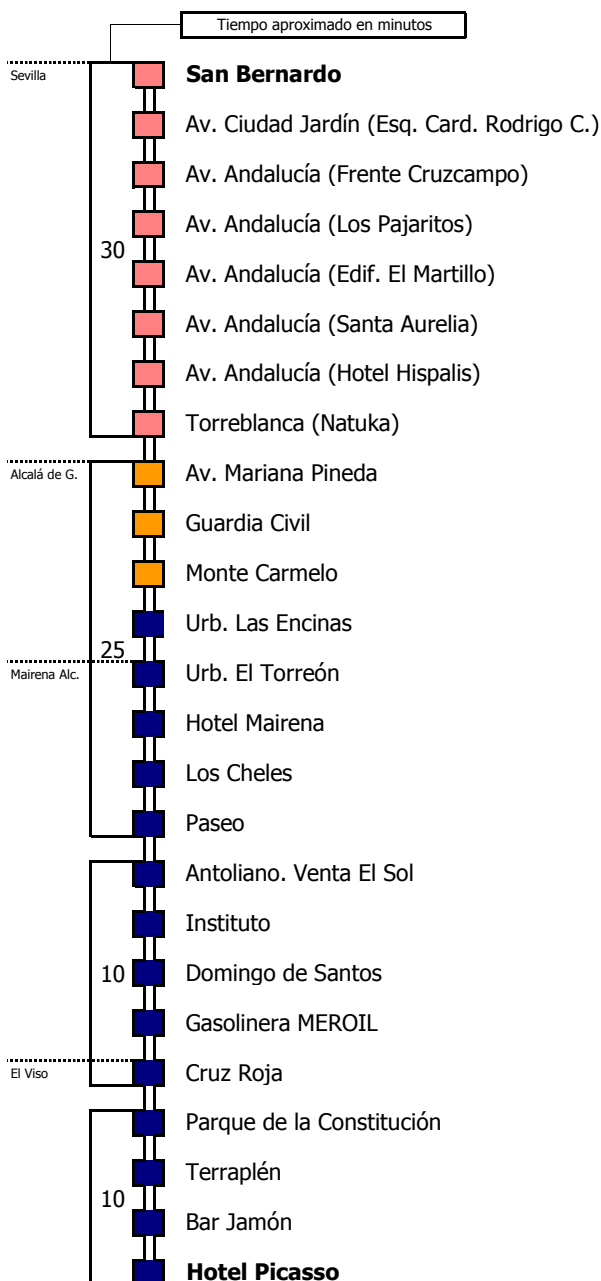 Tiempo aproximado en minutos
Sevilla
San Bernardo
Av. Ciudad Jardín (Esq. Card. Rodrigo C.)
Av. Andalucía (Frente Cruzcampo)
Av. Andalucía (Los Pajaritos)
30
Av. Andalucía (Edif. El Martillo)
Av. Andalucía (Santa Aurelia)
Av. Andalucía (Hotel Hispalis)
Torreblanca (Natuka)
Alcalá de G.
Av. Mariana Pineda
Guardia Civil
Monte Carmelo
Urb. Las Encinas
25
Mairena Alc.
Urb. El Torreón
Hotel Mairena
Los Cheles
Paseo
Antoliano. Venta El Sol
Instituto
10
Domingo de Santos
Gasolinera MEROIL
El Viso
Cruz Roja
Parque de la Constitución
Terraplén
10
Bar Jamón
Hotel Picasso